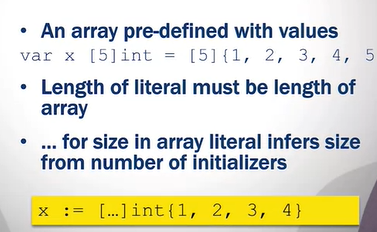 • An array pre-defined with values
var x [5]int = [5]{1, 2, 3, 4, 5
• Length of literal must be length of
array
• ... for size in array literal infers size
from number of initializers
x := […]int{1, 2, 3, 4}